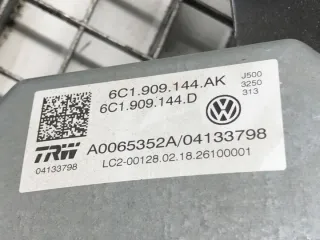 6C1.909.144.AK
6C1.909.144.D
J500
3250
313
TRW
A0065352A/04133798
04133798
LC2-00128.02.18.26100001